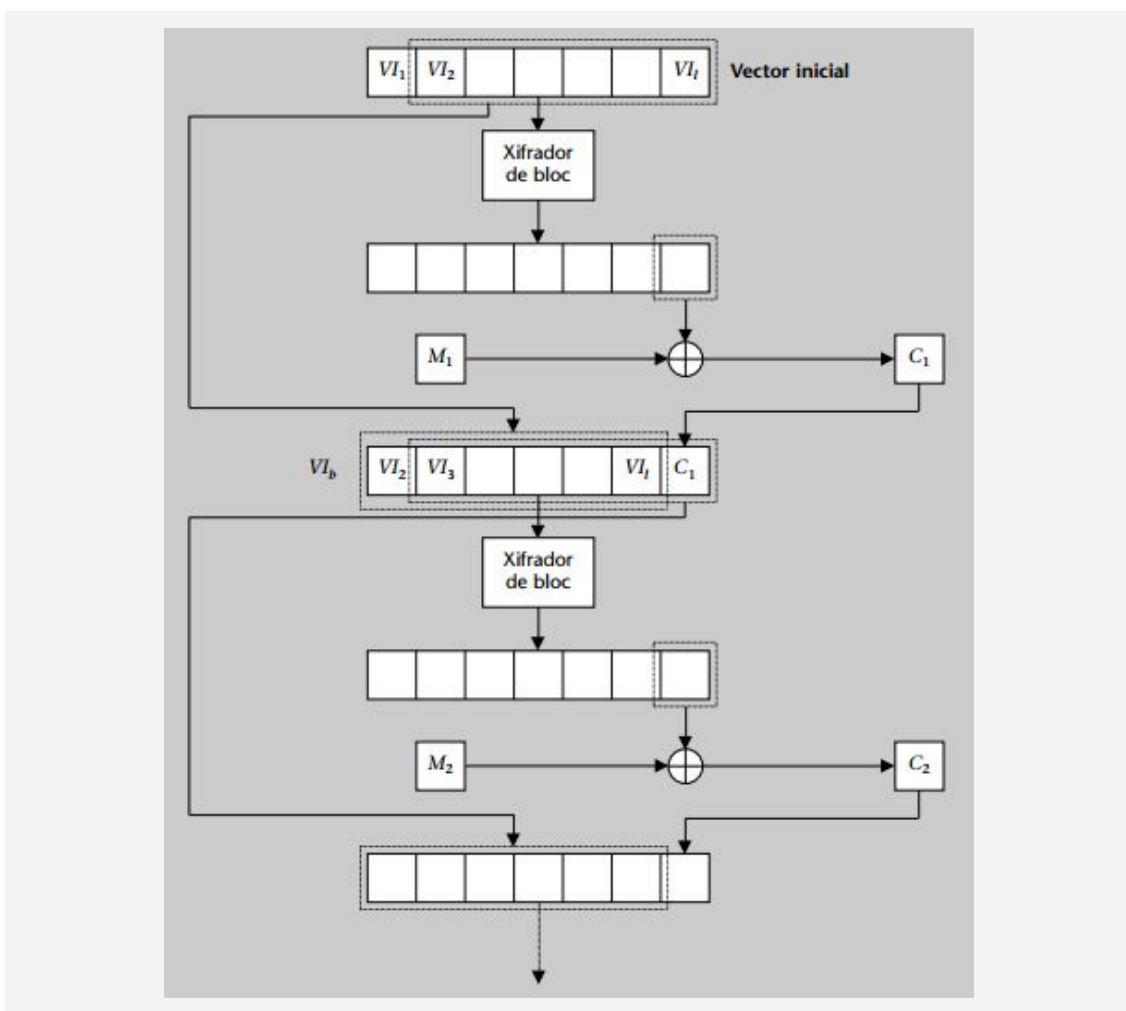 VI₁ VI₂ VIₗ Vector inicial
Xifrador
de bloc
M₁ C₁
VI_b VI₂ VI₃ VIₗ C₁
Xifrador
de bloc
M₂ C₂